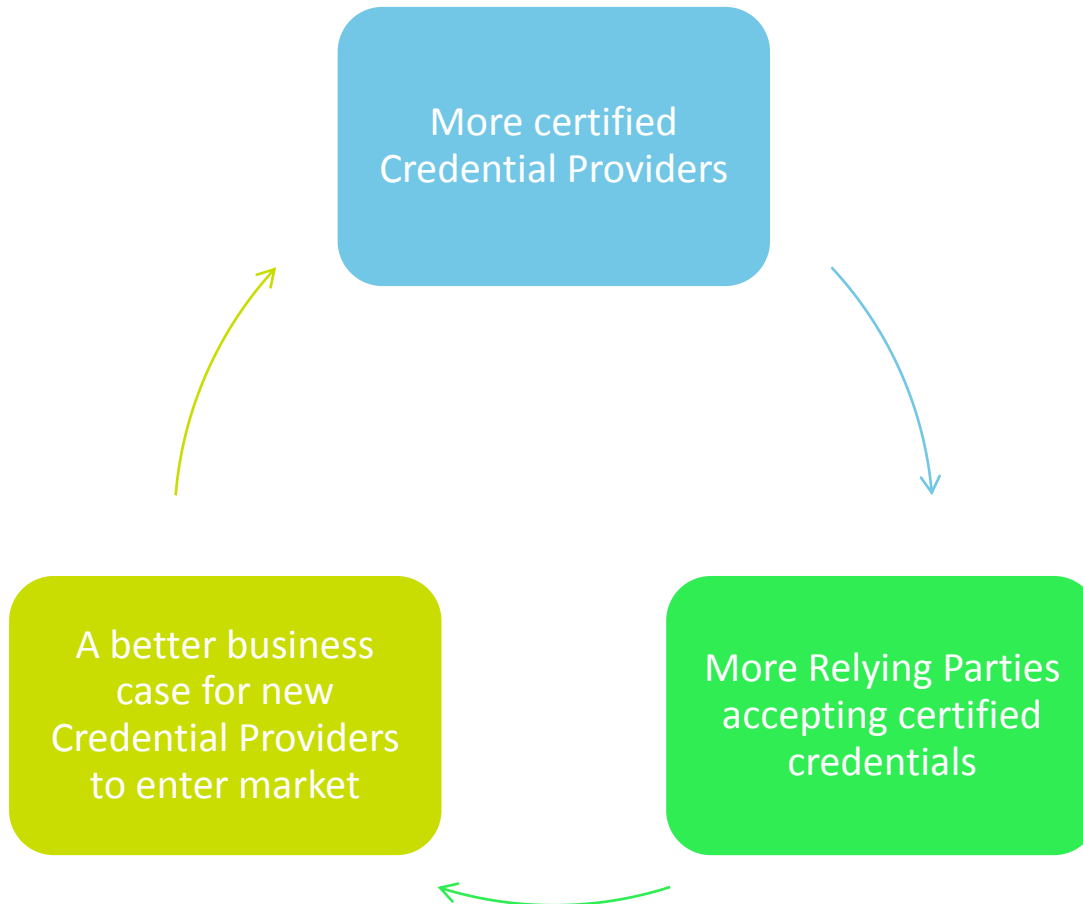 More certified
Credential Providers
A better business
case for new
Credential Providers
to enter market
More Relying Parties
accepting certified
credentials